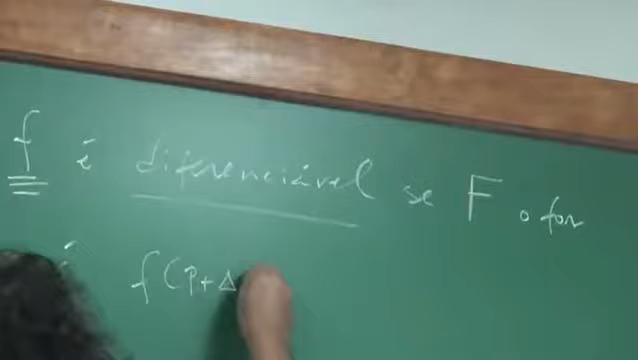 f é diferenciável se F o for
f(p+Δ